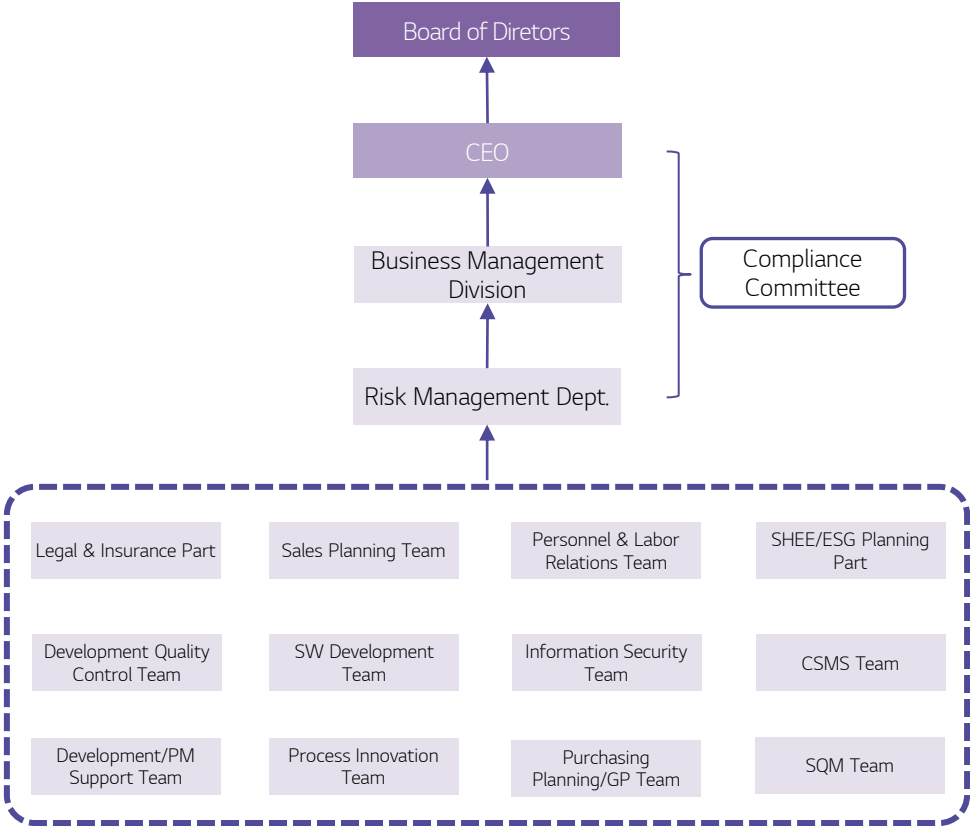 Board of Diretors
CEO
Business Management
Division
Compliance
Committee
Risk Management Dept.
Legal & Insurance Part
Sales Planning Team
Personnel & Labor
Relations Team
SHEE/ESG Planning
Part
Development Quality
Control Team
SW Development
Team
Information Security
Team
CSMS Team
Development/PM
Support Team
Process Innovation
Team
Purchasing
Planning/GP Team
SQM Team